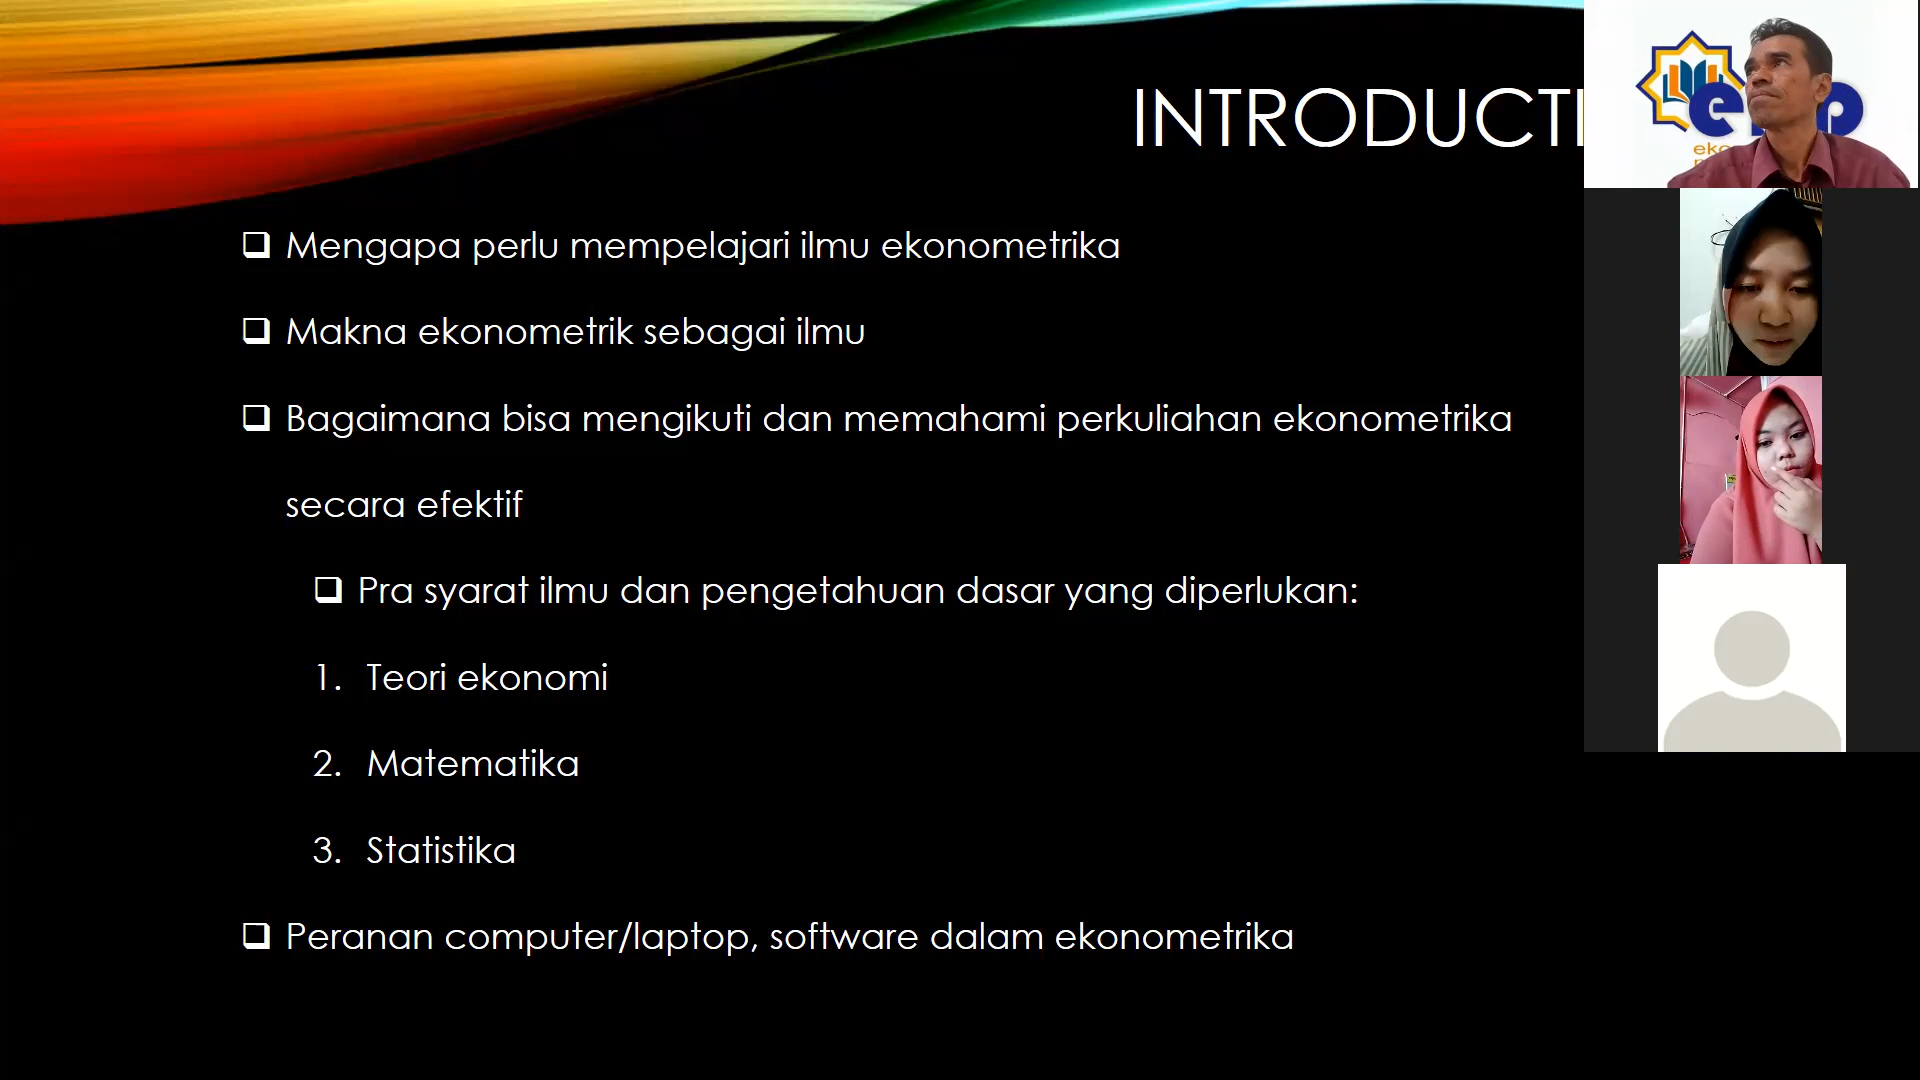 INTRODUCTI
❑ Mengapa perlu mempelajari ilmu ekonometrika
❑ Makna ekonometrik sebagai ilmu
❑ Bagaimana bisa mengikuti dan memahami perkuliahan ekonometrika
secara efektif
❑ Pra syarat ilmu dan pengetahuan dasar yang diperlukan:
1. Teori ekonomi
2. Matematika
3. Statistika
❑ Peranan computer/laptop, software dalam ekonometrika